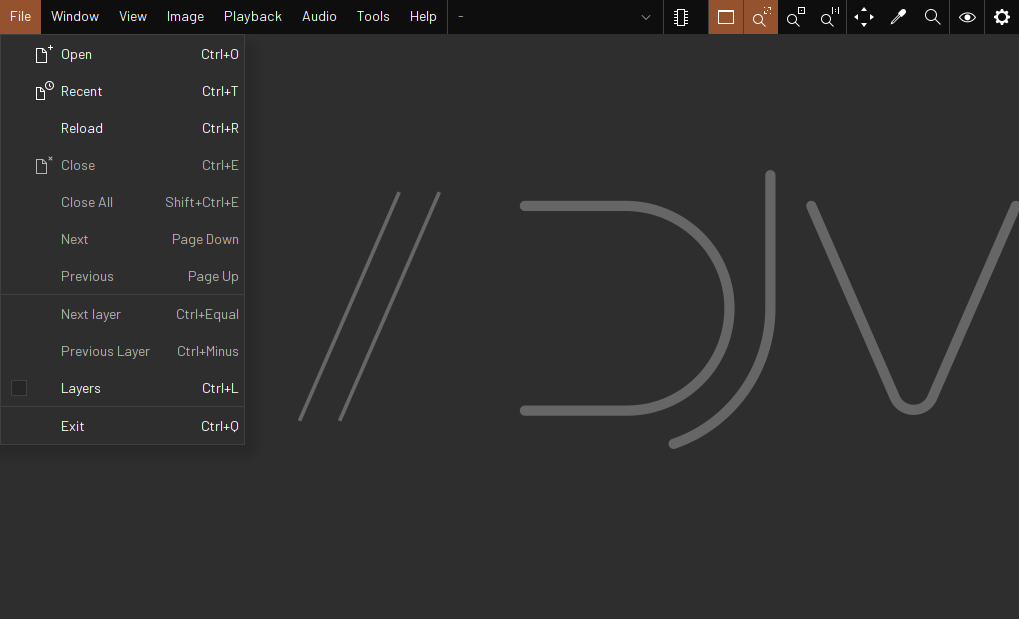 File Window View Image Playback Audio Tools Help -
Open Ctrl+O
Recent Ctrl+T
Reload Ctrl+R
Close Ctrl+E
Close All Shift+Ctrl+E
Next Page Down
Previous Page Up
Next layer Ctrl+Equal
Previous Layer Ctrl+Minus
Layers Ctrl+L
Exit Ctrl+Q
// DJV